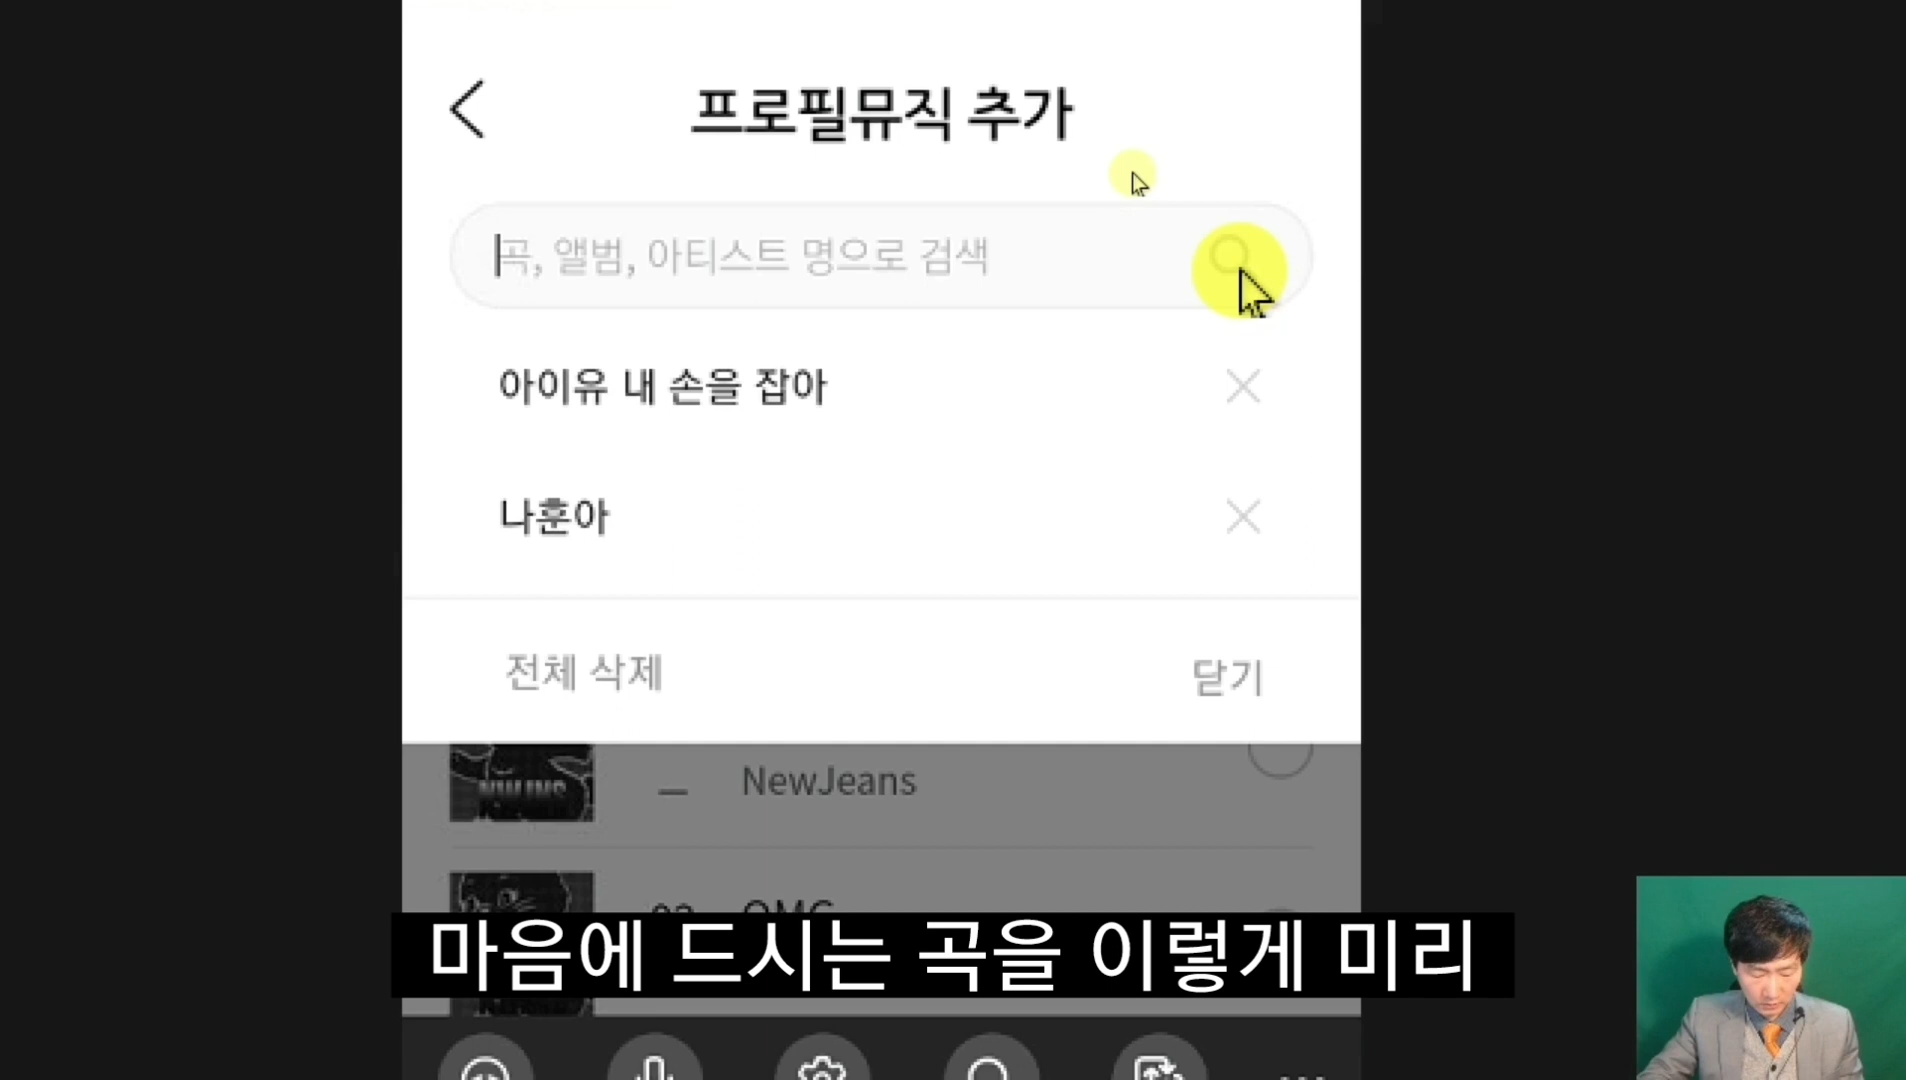 프로필뮤직 추가
곡, 앨범, 아티스트 명으로 검색
아이유 내 손을 잡아
나훈아
전체 삭제
닫기
NewJeans
마음에 드시는 곡을 이렇게 미리